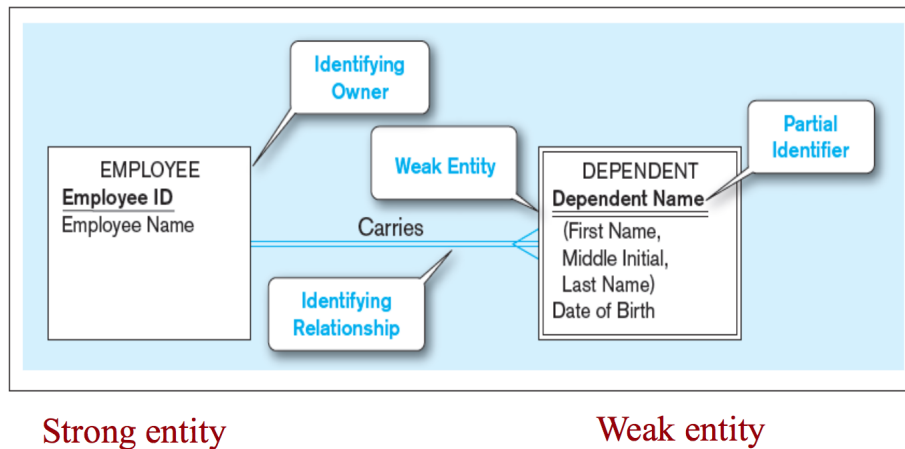 Identifying
Owner
Partial
Identifier
Weak Entity
EMPLOYEE
Employee ID
Employee Name
Carries
DEPENDENT
Dependent Name
(First Name,
Middle Initial,
Last Name)
Date of Birth
Identifying
Relationship
Strong entity
Weak entity